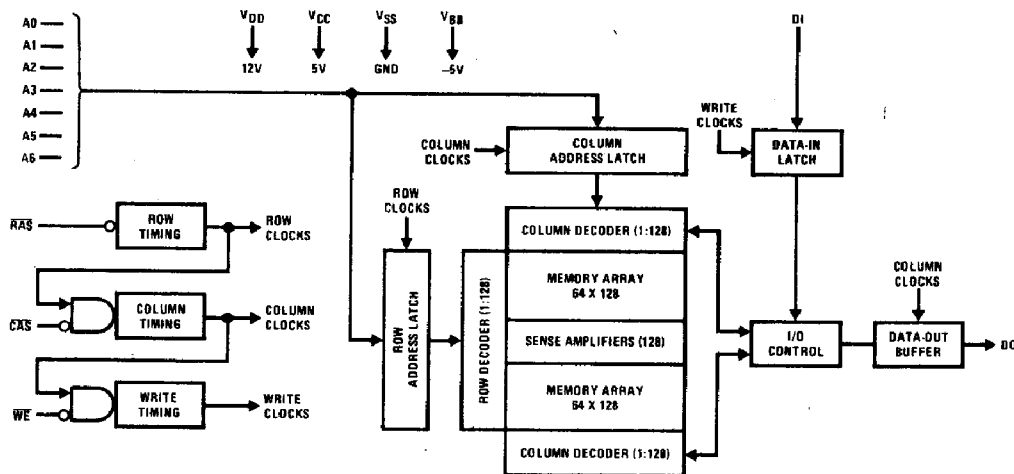 A0
A1
A2
A3
A4
A5
A6
VDD
12V
VCC
5V
VSS
GND
VBB
-5V
DI
WRITE
CLOCKS
DATA-IN
LATCH
COLUMN
CLOCKS
COLUMN
ADDRESS LATCH
RAS
ROW
TIMING
ROW
CLOCKS
CAS
COLUMN
TIMING
COLUMN
CLOCKS
WE
WRITE
TIMING
WRITE
CLOCKS
ROW
CLOCKS
ROW
ADDRESS LATCH
ROW DECODER (1:128)
COLUMN DECODER (1:128)
MEMORY ARRAY
64 X 128
SENSE AMPLIFIERS (128)
MEMORY ARRAY
64 X 128
COLUMN DECODER (1:128)
I/O
CONTROL
COLUMN
CLOCKS
DATA-OUT
BUFFER
DO